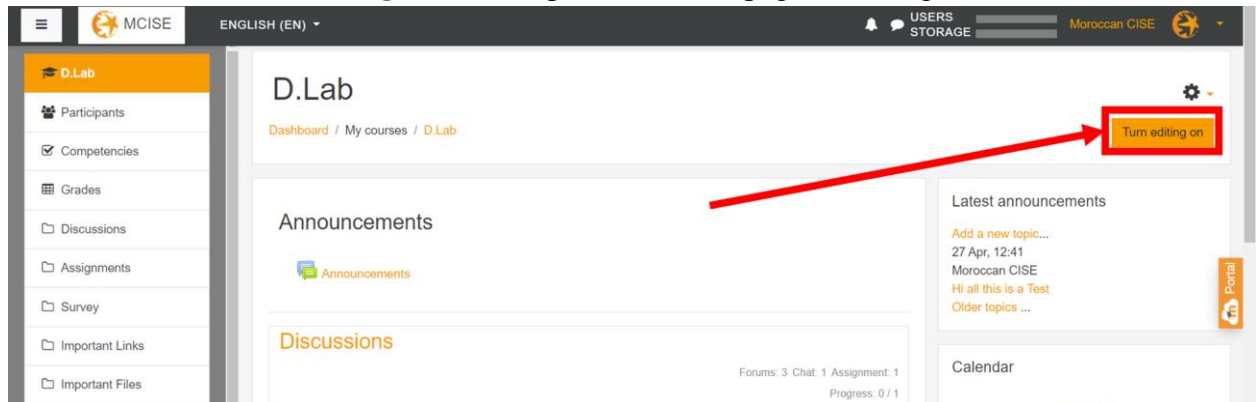 MCISE
ENGLISH (EN)
USERS
STORAGE
Moroccan CISE
D.Lab
Participants
Competencies
Grades
Discussions
Assignments
Survey
Important Links
Important Files
D.Lab
Dashboard / My courses / D.Lab
Turn editing on
Announcements
Announcements
Discussions
Forums: 3 Chat: 1 Assignment: 1
Progress: 0 / 1
Latest announcements
Add a new topic...
27 Apr, 12:41
Moroccan CISE
Hi all this is a Test
Older topics ...
Calendar
m Portal